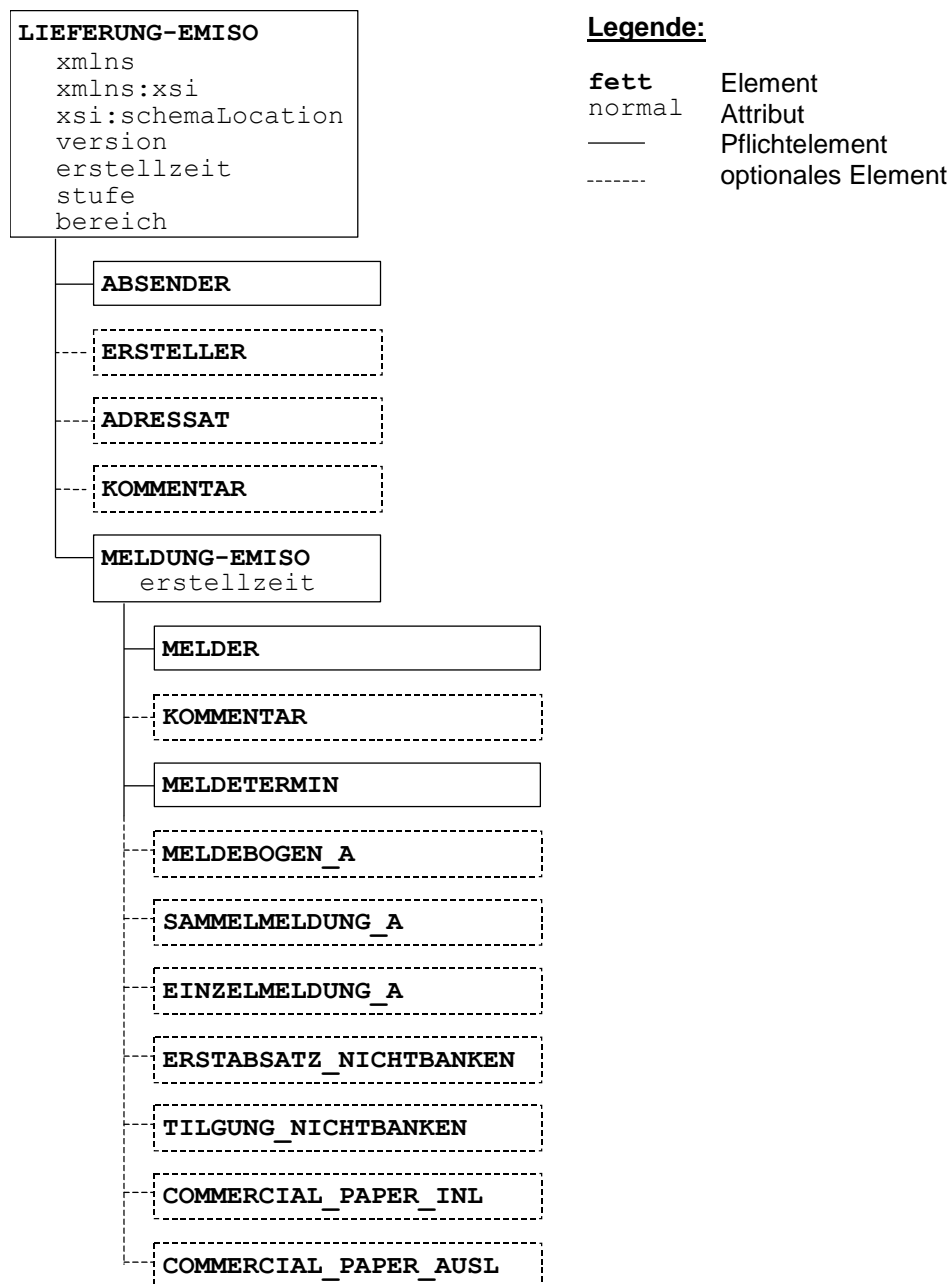 LIEFERUNG-EMISO
xmlns
xmlns:xsi
xsi:schemaLocation
version
erstellzeit
stufe
bereich
Legende:
fett Element
normal Attribut
Pflichtelement
optionales Element
ABSENDER
ERSTELLER
ADRESSAT
KOMMENTAR
MELDUNG-EMISO
erstellzeit
MELDER
KOMMENTAR
MELDETERMIN
MELDEBOGEN_A
SAMMELMELDUNG_A
EINZELMELDUNG_A
ERSTABSATZ_NICHTBANKEN
TILGUNG_NICHTBANKEN
COMMERCIAL_PAPER_INL
COMMERCIAL_PAPER_AUSL